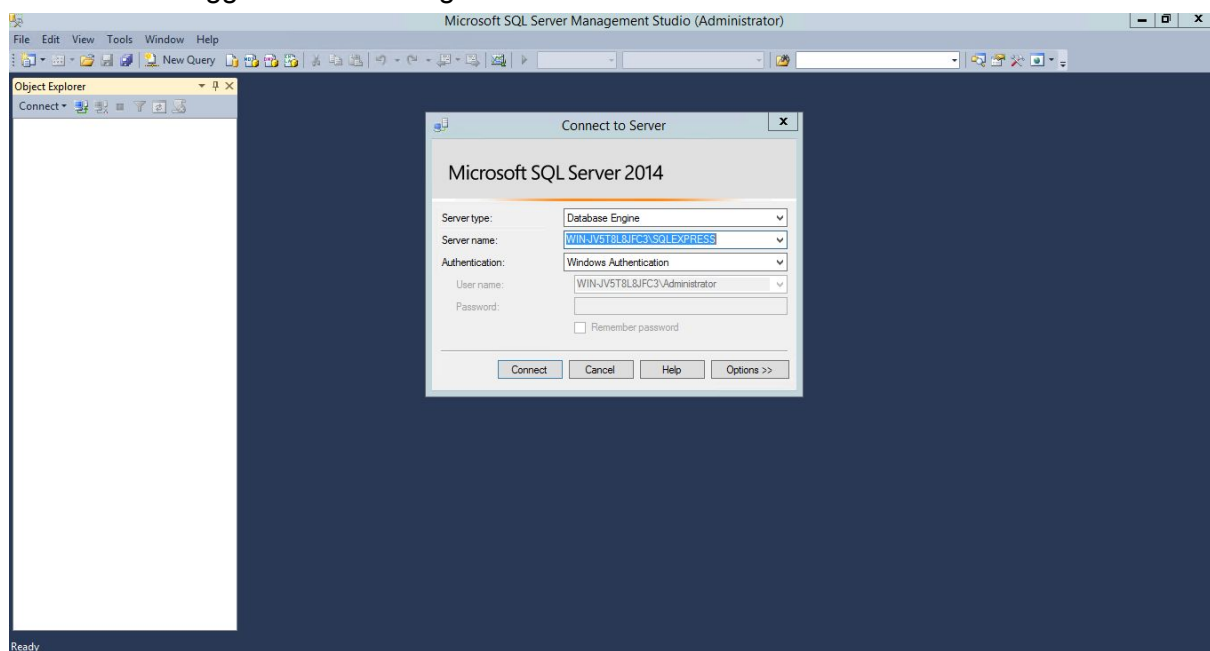 Microsoft SQL Server Management Studio (Administrator)
File Edit View Tools Window Help
New Query
Object Explorer
Connect
Connect to Server
Microsoft SQL Server 2014
Server type: Database Engine
Server name: WIN-JV5T8L8JFC3\SQLEXPRESS
Authentication: Windows Authentication
User name: WIN-JV5T8L8JFC3\Administrator
Password:
Remember password
Connect Cancel Help Options >>
Ready